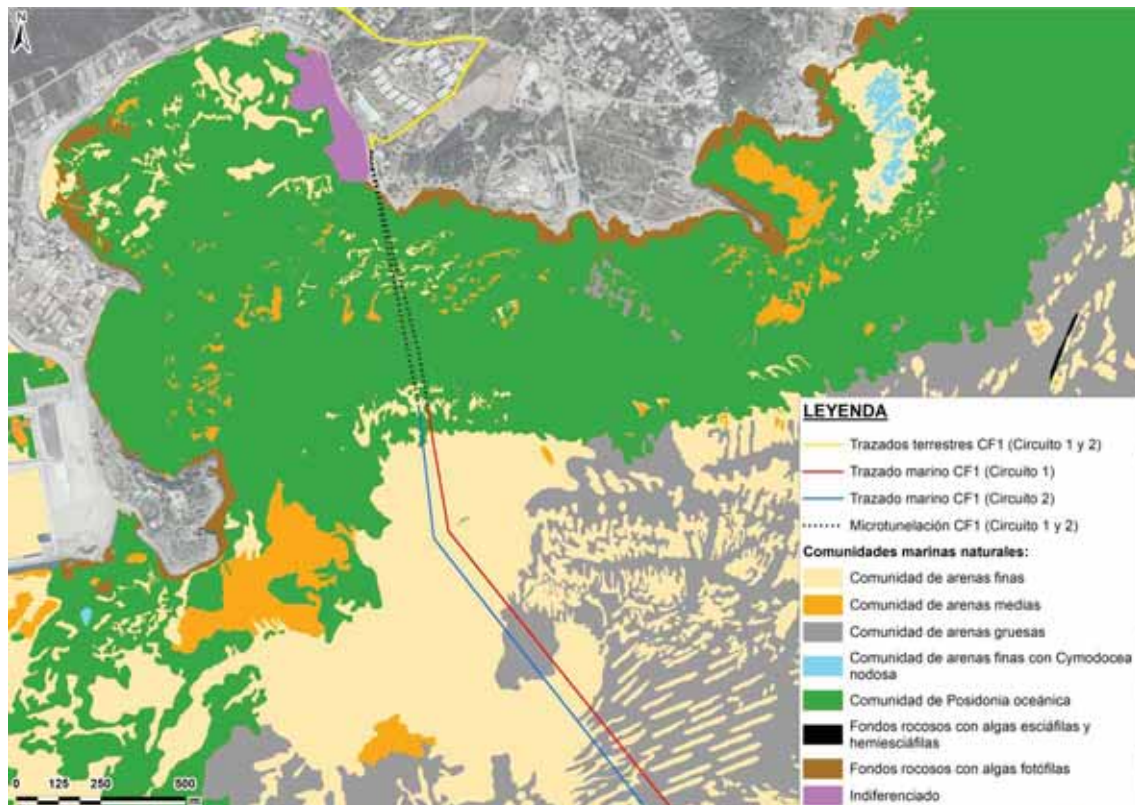 N
LEYENDA
Trazados terrestres CF1 (Circuito 1 y 2)
Trazado marino CF1 (Circuito 1)
Trazado marino CF1 (Circuito 2)
Microtunelación CF1 (Circuito 1 y 2)
Comunidades marinas naturales:
Comunidad de arenas finas
Comunidad de arenas medias
Comunidad de arenas gruesas
Comunidad de arenas finas con Cymodocea
nodosa
Comunidad de Posidonia oceánica
Fondos rocosos con algas esciáfilas y
hemiesciáfilas
Fondos rocosos con algas fotófilas
Indiferenciado
0 125 250 500
m